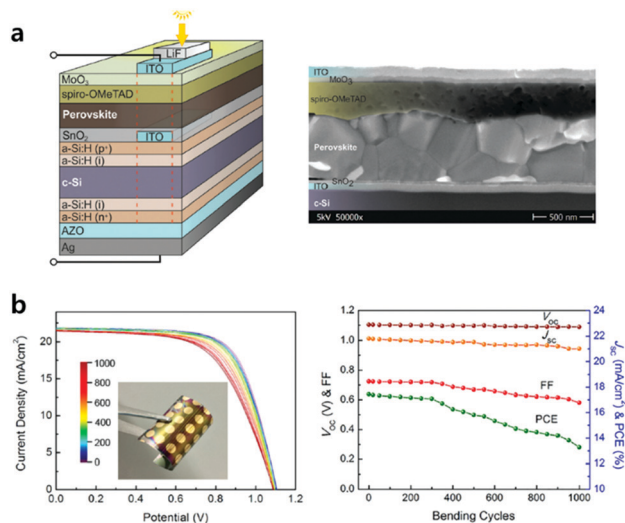 a
LiF
ITO
MoO₃
spiro-OMeTAD
Perovskite
SnO₂
ITO
a-Si:H (p⁺)
a-Si:H (i)
c-Si
a-Si:H (i)
a-Si:H (n⁺)
AZO
Ag
ITO
MoO₃
spiro-OMeTAD
Perovskite
SnO₂
ITO
c-Si
5kV 50000x
500 nm
b
Current Density (mA/cm²)
20
15
10
5
0
1000
800
600
400
200
0
0.0 0.2 0.4 0.6 0.8 1.0 1.2
Potential (V)
V_OC (V) & FF
1.2
1.0
0.8
0.6
0.4
0.2
0.0
V_OC
J_SC
FF
PCE
24
22
20
18
16
14
12
10
J_SC (mA/cm²) & PCE (%)
0 200 400 600 800 1000
Bending Cycles